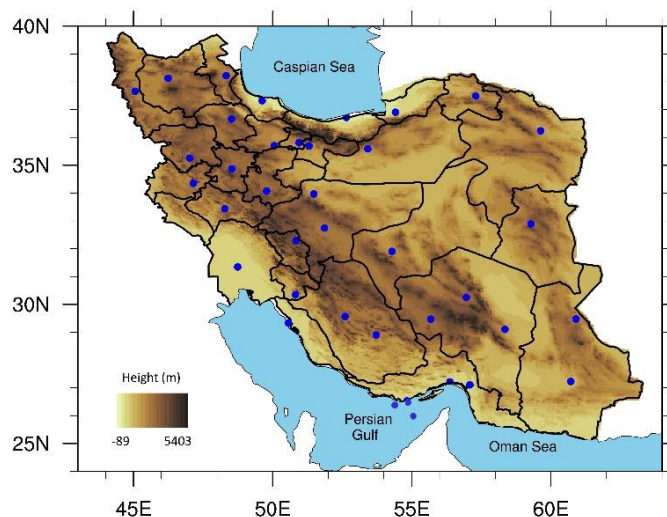 40N
Caspian Sea
35N
30N
Height (m)
-89 5403
Persian
Gulf
25N
Oman Sea
45E 50E 55E 60E